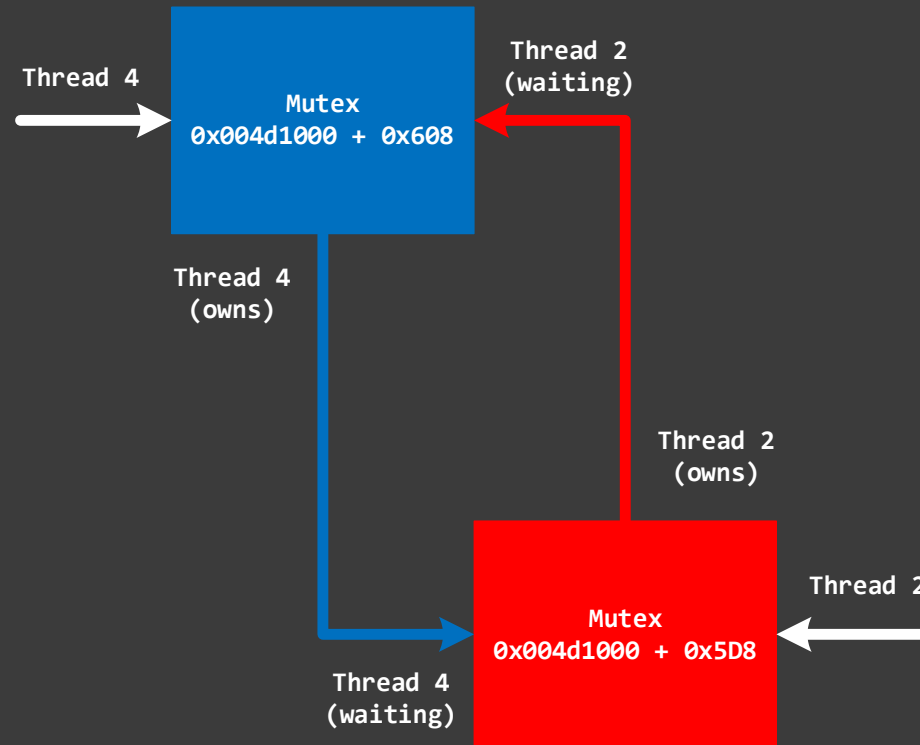 Thread 4
Thread 2
(waiting)
Mutex
0x004d1000 + 0x608
Thread 4
(owns)
Thread 2
(owns)
Thread 2
Mutex
0x004d1000 + 0x5D8
Thread 4
(waiting)